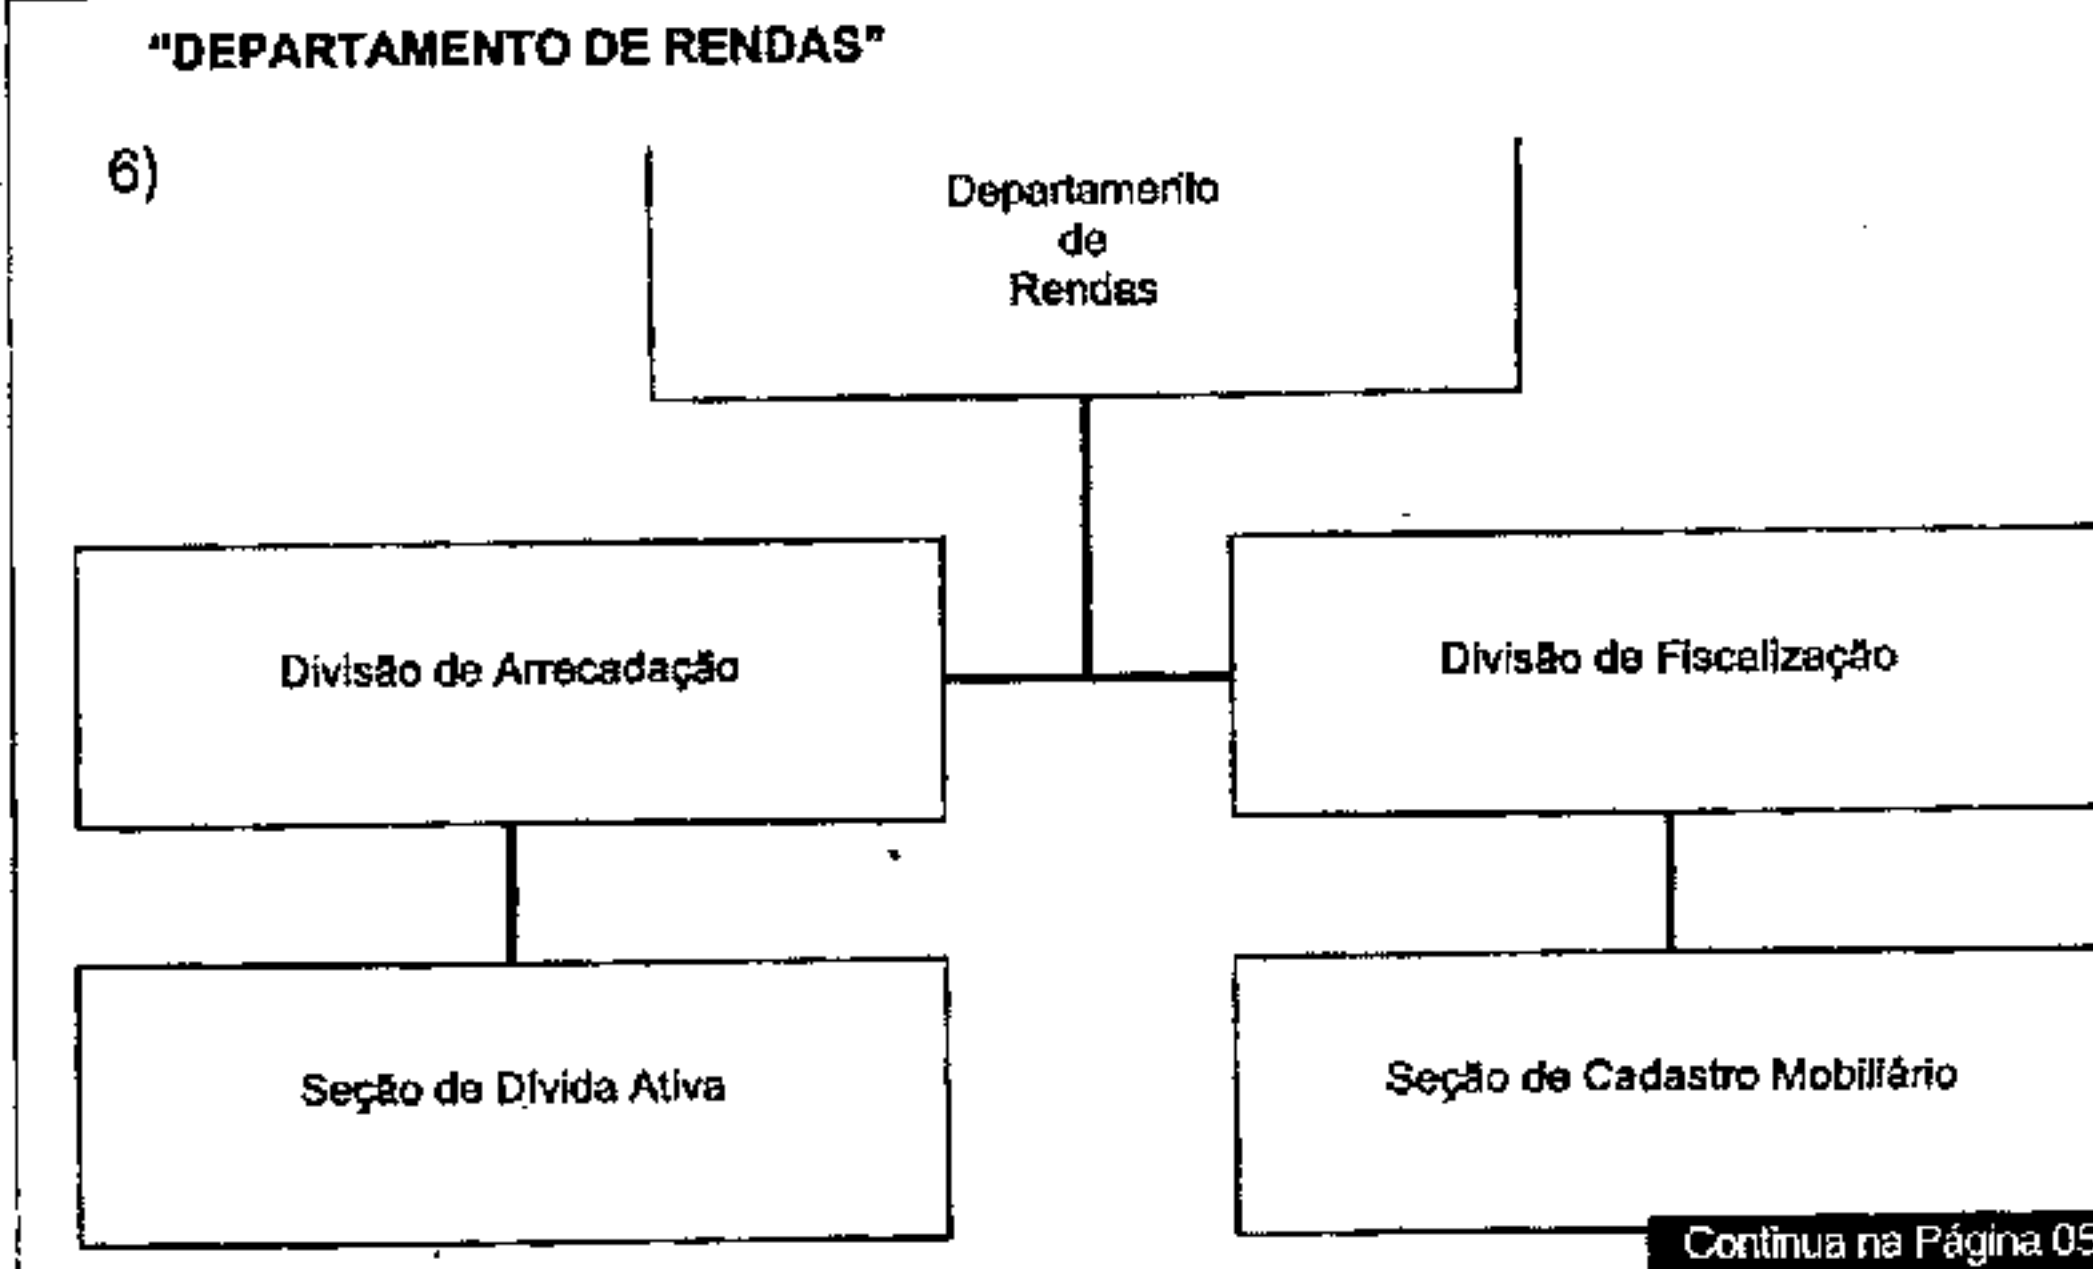 "DEPARTAMENTO DE RENDAS"
6)
Departamento
de
Rendas
Divisão de Arrecadação
Divisão de Fiscalização
Seção de Dívida Ativa
Seção de Cadastro Mobiliário
Continua na Página 05